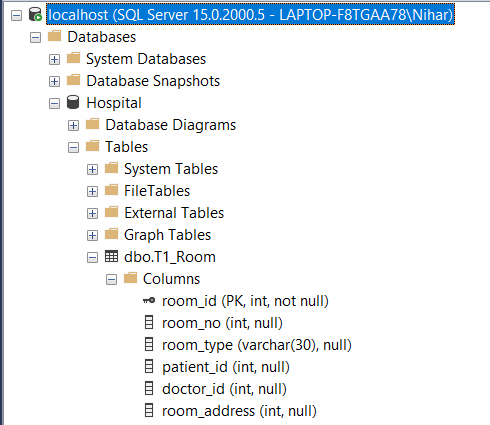 localhost (SQL Server 15.0.2000.5 - LAPTOP-F8TGAA78\Nihar)
Databases
System Databases
Database Snapshots
Hospital
Database Diagrams
Tables
System Tables
FileTables
External Tables
Graph Tables
dbo.T1_Room
Columns
room_id (PK, int, not null)
room_no (int, null)
room_type (varchar(30), null)
patient_id (int, null)
doctor_id (int, null)
room_address (int, null)